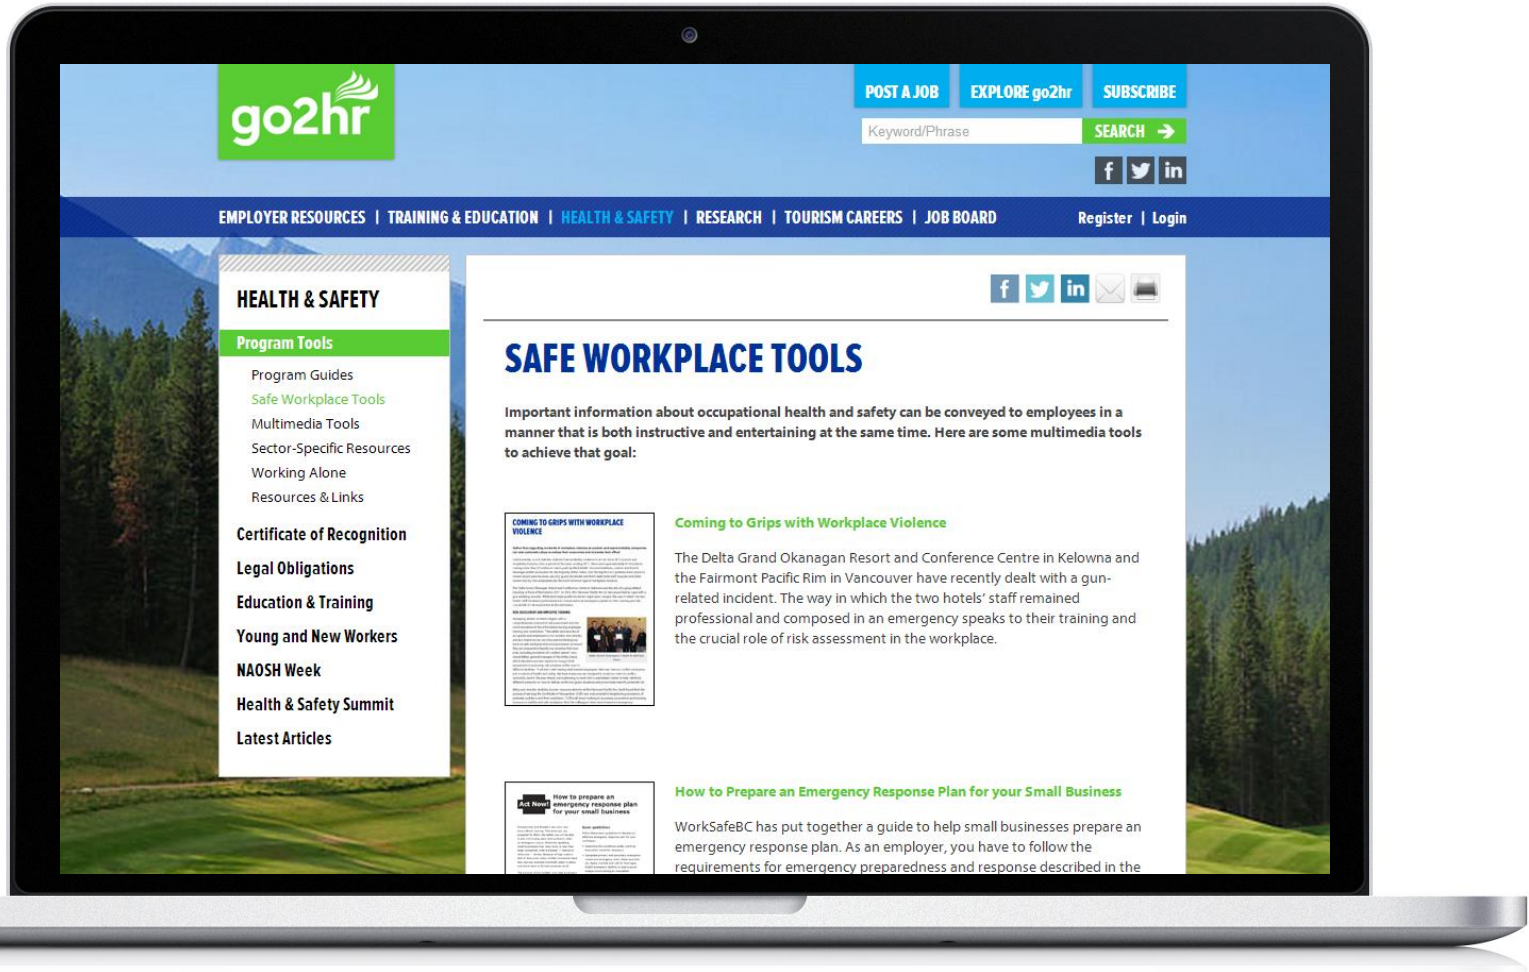 go2hr
POST A JOB
EXPLORE go2hr
SUBSCRIBE
Keyword/Phrase
SEARCH
EMPLOYER RESOURCES | TRAINING & EDUCATION | HEALTH & SAFETY | RESEARCH | TOURISM CAREERS | JOB BOARD
Register | Login
HEALTH & SAFETY
Program Tools
Program Guides
Safe Workplace Tools
Multimedia Tools
Sector-Specific Resources
Working Alone
Resources & Links
Certificate of Recognition
Legal Obligations
Education & Training
Young and New Workers
NAOSH Week
Health & Safety Summit
Latest Articles
SAFE WORKPLACE TOOLS
Important information about occupational health and safety can be conveyed to employees in a
manner that is both instructive and entertaining at the same time. Here are some multimedia tools
to achieve that goal:
COMING TO GRIPS WITH WORKPLACE
VIOLENCE
Coming to Grips with Workplace Violence
The Delta Grand Okanagan Resort and Conference Centre in Kelowna and
the Fairmont Pacific Rim in Vancouver have recently dealt with a gun-
related incident. The way in which the two hotels' staff remained
professional and composed in an emergency speaks to their training and
the crucial role of risk assessment in the workplace.
Act Now!
How to prepare an
emergency response plan
for your small business
How to Prepare an Emergency Response Plan for your Small Business
WorkSafeBC has put together a guide to help small businesses prepare an
emergency response plan. As an employer, you have to follow the
requirements for emergency preparedness and response described in the